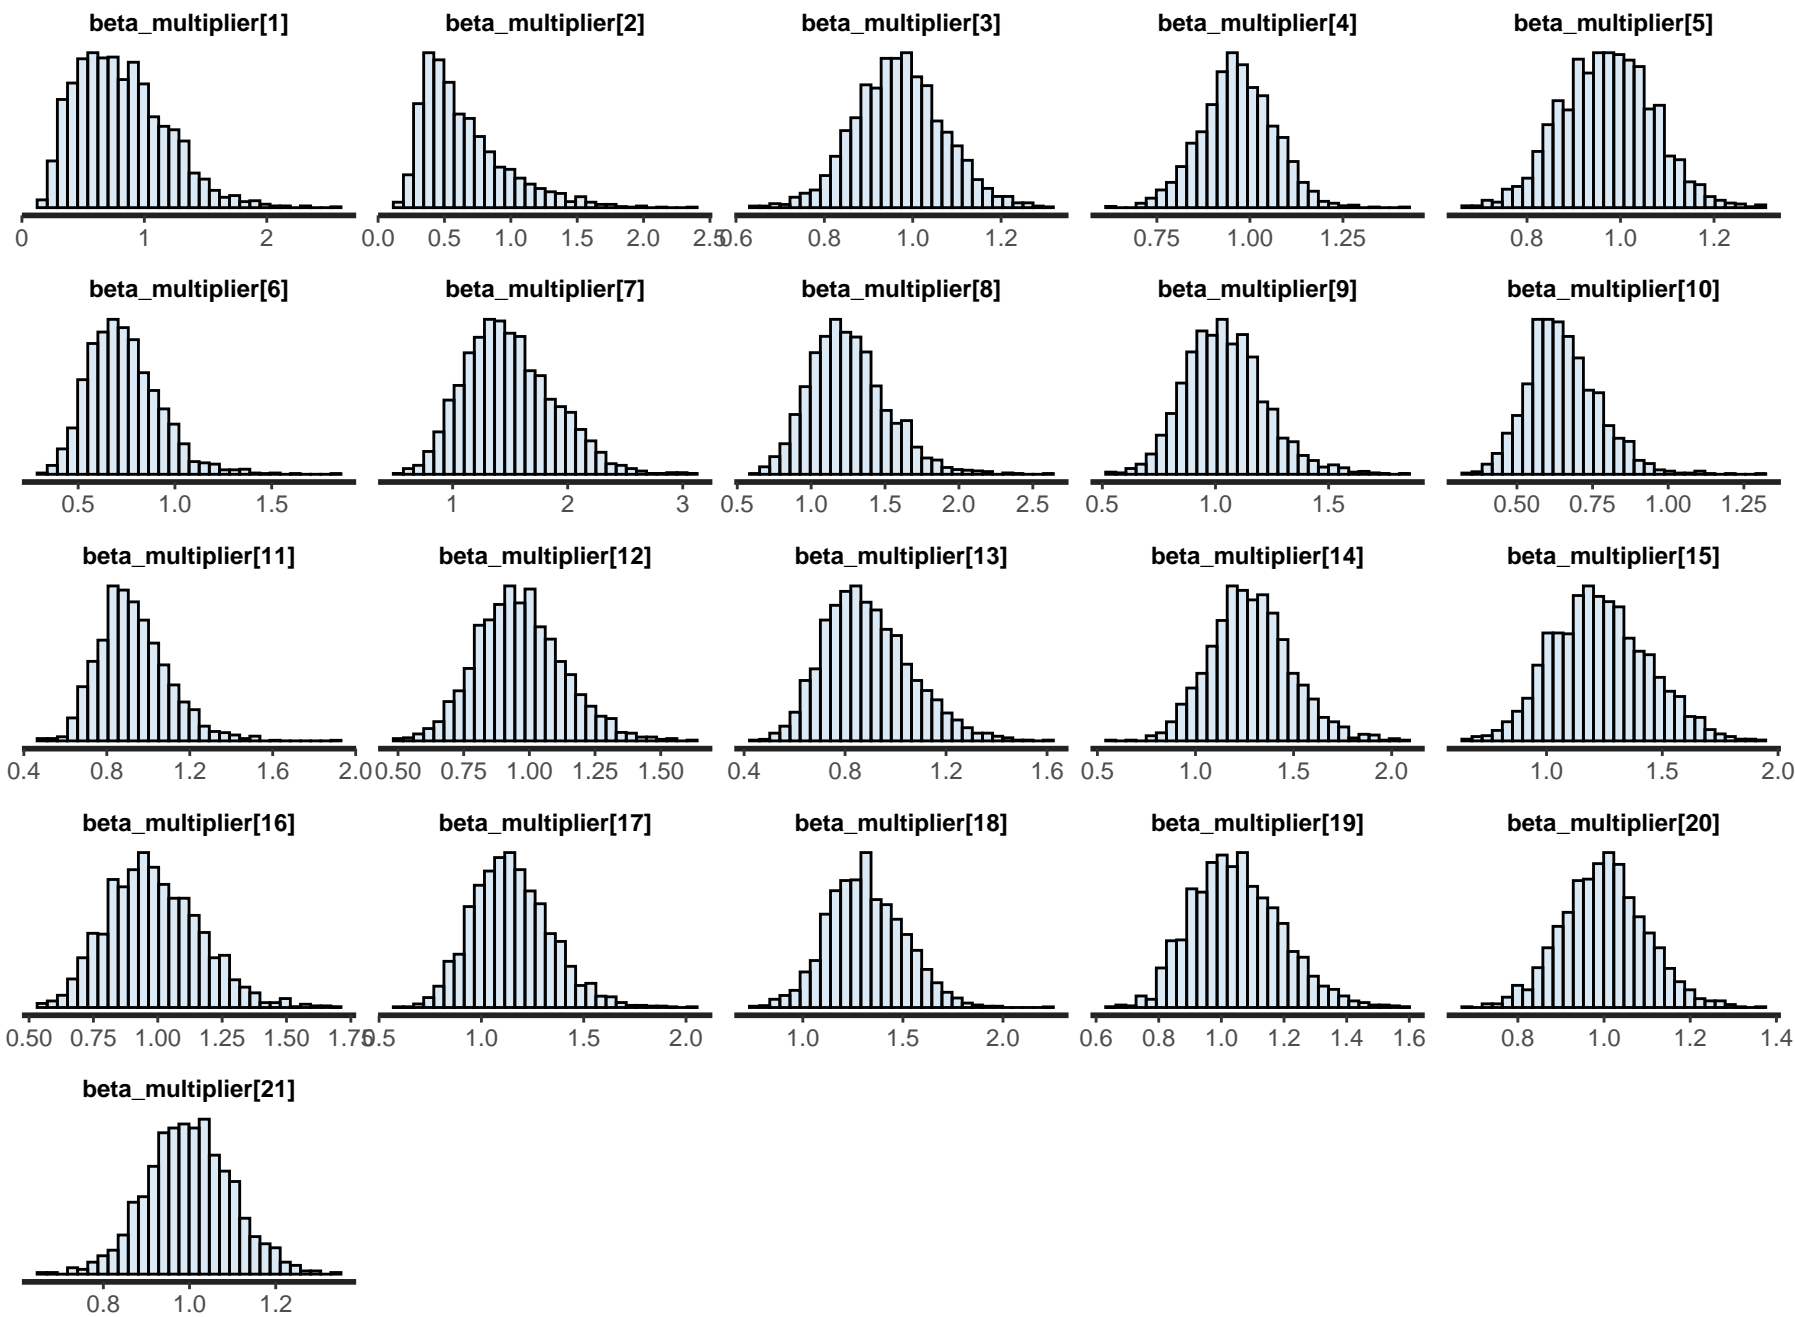 beta_multiplier[1] beta_multiplier[2] beta_multiplier[3] beta_multiplier[4] beta_multiplier[5]
0 1 2 0.0 0.5 1.0 1.5 2.0 2.5 0.6 0.8 1.0 1.2 0.75 1.00 1.25 0.8 1.0 1.2
beta_multiplier[6] beta_multiplier[7] beta_multiplier[8] beta_multiplier[9] beta_multiplier[10]
0.5 1.0 1.5 1 2 3 0.5 1.0 1.5 2.0 2.5 0.5 1.0 1.5 0.50 0.75 1.00 1.25
beta_multiplier[11] beta_multiplier[12] beta_multiplier[13] beta_multiplier[14] beta_multiplier[15]
0.4 0.8 1.2 1.6 2.0 0.50 0.75 1.00 1.25 1.50 0.4 0.8 1.2 1.6 0.5 1.0 1.5 2.0 1.0 1.5 2.0
beta_multiplier[16] beta_multiplier[17] beta_multiplier[18] beta_multiplier[19] beta_multiplier[20]
0.50 0.75 1.00 1.25 1.50 1.75 0.5 1.0 1.5 2.0 1.0 1.5 2.0 0.6 0.8 1.0 1.2 1.4 1.6 0.8 1.0 1.2 1.4
beta_multiplier[21]
0.8 1.0 1.2